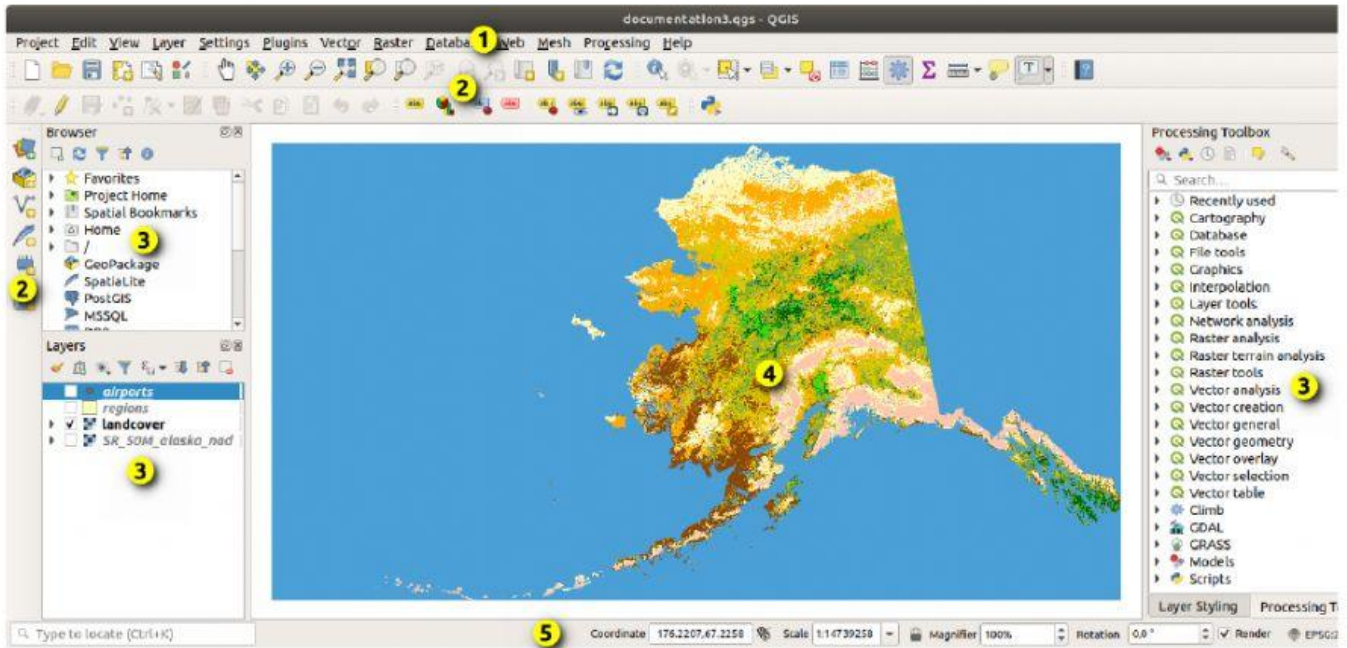 documentation3.qgs - QGIS
Project Edit View Layer Settings Plugins Vector Raster Databa 1 Web Mesh Processing Help
2
Browser
Favorites
Project Home
Spatial Bookmarks
Home
/
3
GeoPackage
SpatiaLite
2
PostGIS
MSSQL
Layers
airports
regions
landcover
SR_50M_alaska_nad
3
4
Processing Toolbox
Search...
Recently used
Cartography
Database
File tools
Graphics
Interpolation
Layer tools
Network analysis
Raster analysis
Raster terrain analysis
Raster tools
Vector analysis
3
Vector creation
Vector general
Vector geometry
Vector overlay
Vector selection
Vector table
Climb
GDAL
GRASS
Models
Scripts
Layer Styling Processing T
Type to locate (Ctrl+K)
5
Coordinate 176.2207,67.2258 Scale 1:14739258 Magnifier 100% Rotation 0,0 ° Render EPSG: